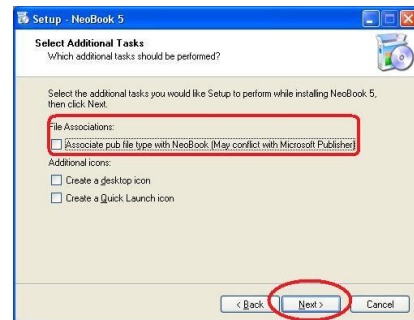 Setup - NeoBook 5
Select Additional Tasks
Which additional tasks should be performed?
Select the additional tasks you would like Setup to perform while installing NeoBook 5,
then click Next.
File Associations:
Associate pub file type with NeoBook (May conflict with Microsoft Publisher)
Additional icons:
Create a desktop icon
Create a Quick Launch icon
< Back
Next >
Cancel